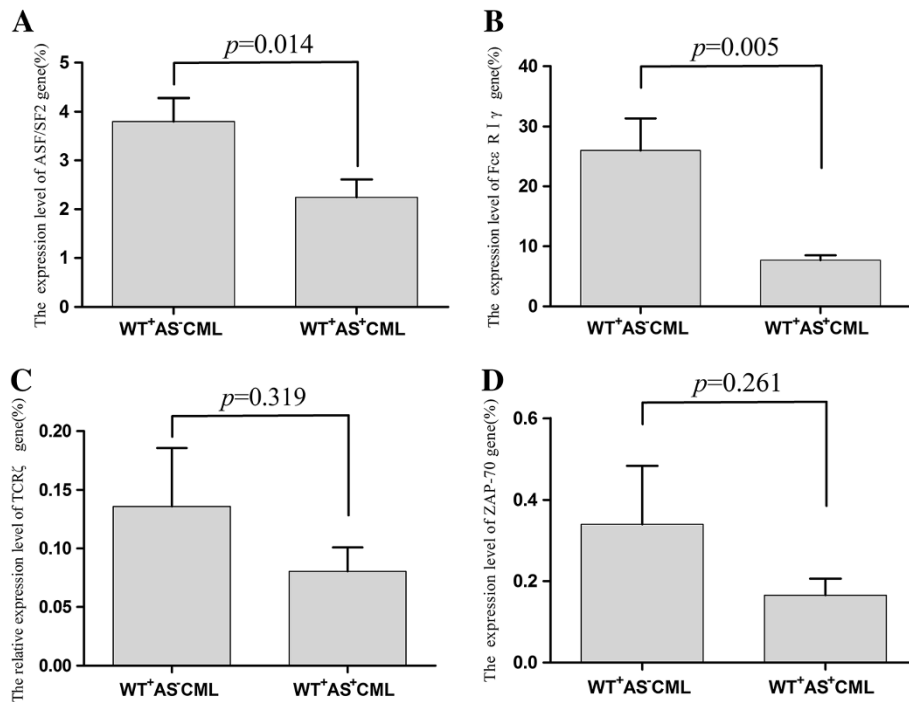 A
p=0.014
The expression level of ASF/SF2 gene(%)
5
4
3
2
1
0
WT⁺AS⁻CML
WT⁺AS⁺CML
B
p=0.005
The expression level of Fcε R I γ gene(%)
40
30
20
10
0
WT⁺AS⁻CML
WT⁺AS⁺CML
C
p=0.319
The relative expression level of TCRζ gene(%)
0.20
0.15
0.10
0.05
0.00
WT⁺AS⁻CML
WT⁺AS⁺CML
D
p=0.261
The expression level of ZAP-70 gene(%)
0.6
0.4
0.2
0.0
WT⁺AS⁻CML
WT⁺AS⁺CML